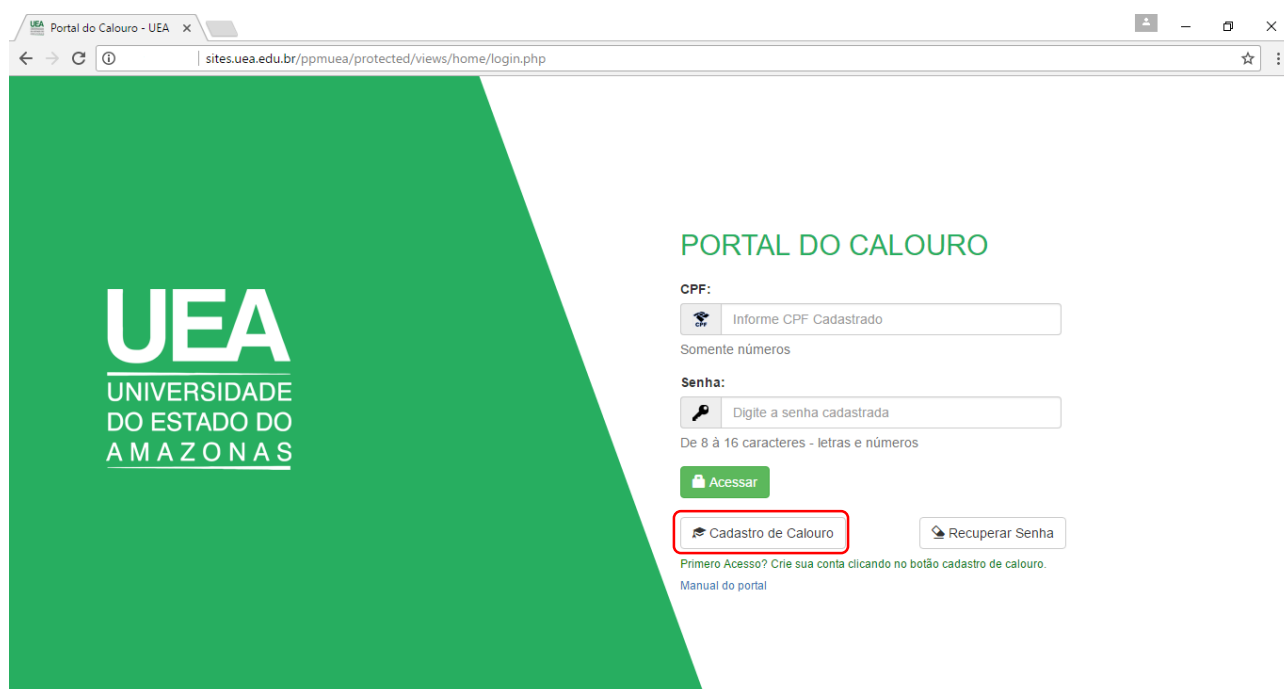 Portal do Calouro - UEA
sites.uea.edu.br/ppmuea/protected/views/home/login.php
UEA
UNIVERSIDADE
DO ESTADO DO
AMAZONAS
PORTAL DO CALOURO
CPF:
CPF
Informe CPF Cadastrado
Somente números
Senha:
Digite a senha cadastrada
De 8 à 16 caracteres - letras e números
Acessar
Cadastro de Calouro
Recuperar Senha
Primero Acesso? Crie sua conta clicando no botão cadastro de calouro.
Manual do portal